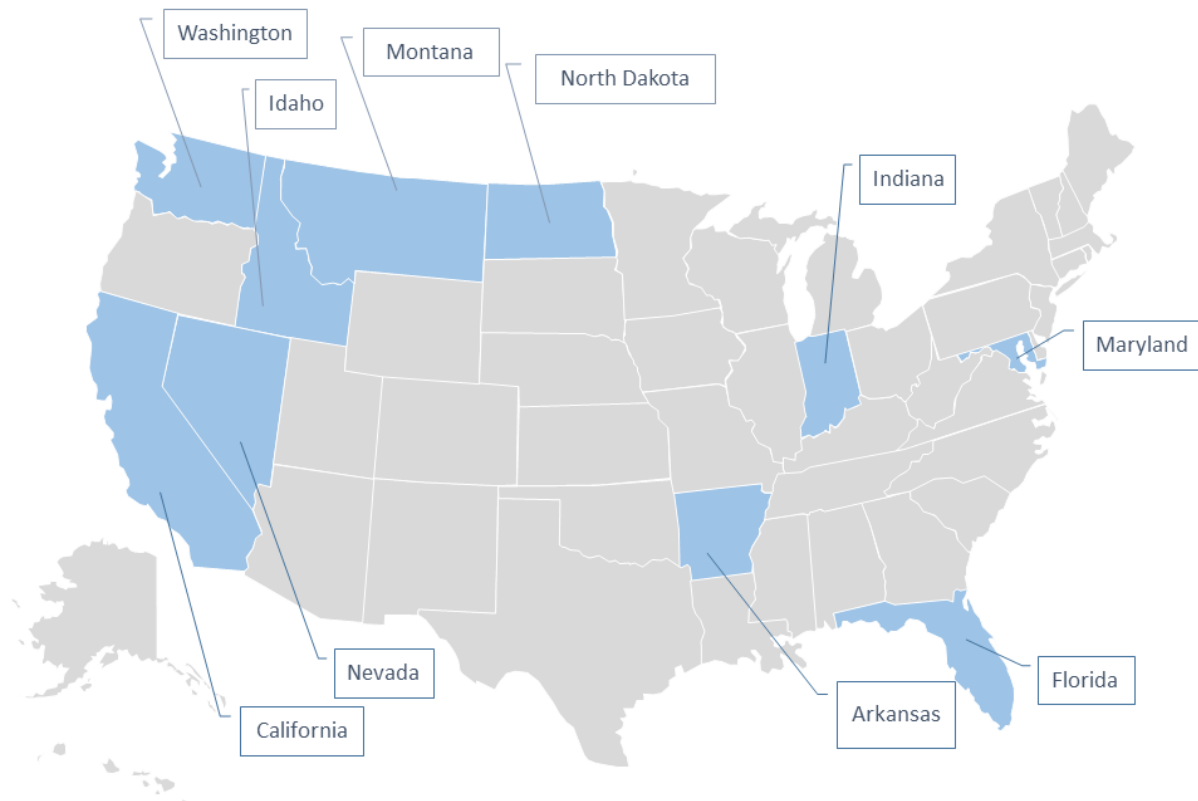 Washington
Montana
North Dakota
Idaho
Indiana
Maryland
Nevada
Florida
Arkansas
California